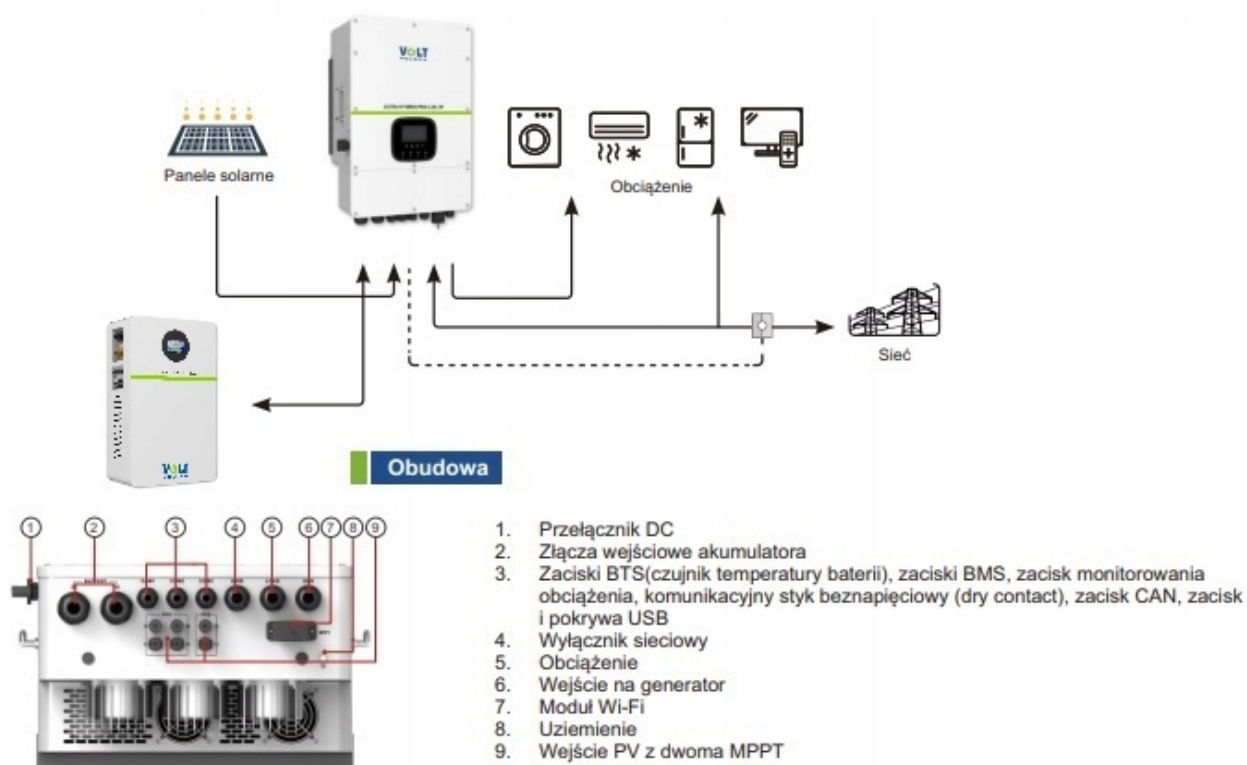 VOLT
POLSKA
Panele solarne
Obciążenie
Sieć
VOLT
Obudowa
1 2 3 4 5 6 7 8 9
1. Przełącznik DC
2. Złącza wejściowe akumulatora
3. Zaciski BTS(czujnik temperatury baterii), zaciski BMS, zacisk monitorowania
obciążenia, komunikacyjny styk beznapięciowy (dry contact), zacisk CAN, zacisk
i pokrywa USB
4. Wyłącznik sieciowy
5. Obciążenie
6. Wejście na generator
7. Moduł Wi-Fi
8. Uziemienie
9. Wejście PV z dwoma MPPT